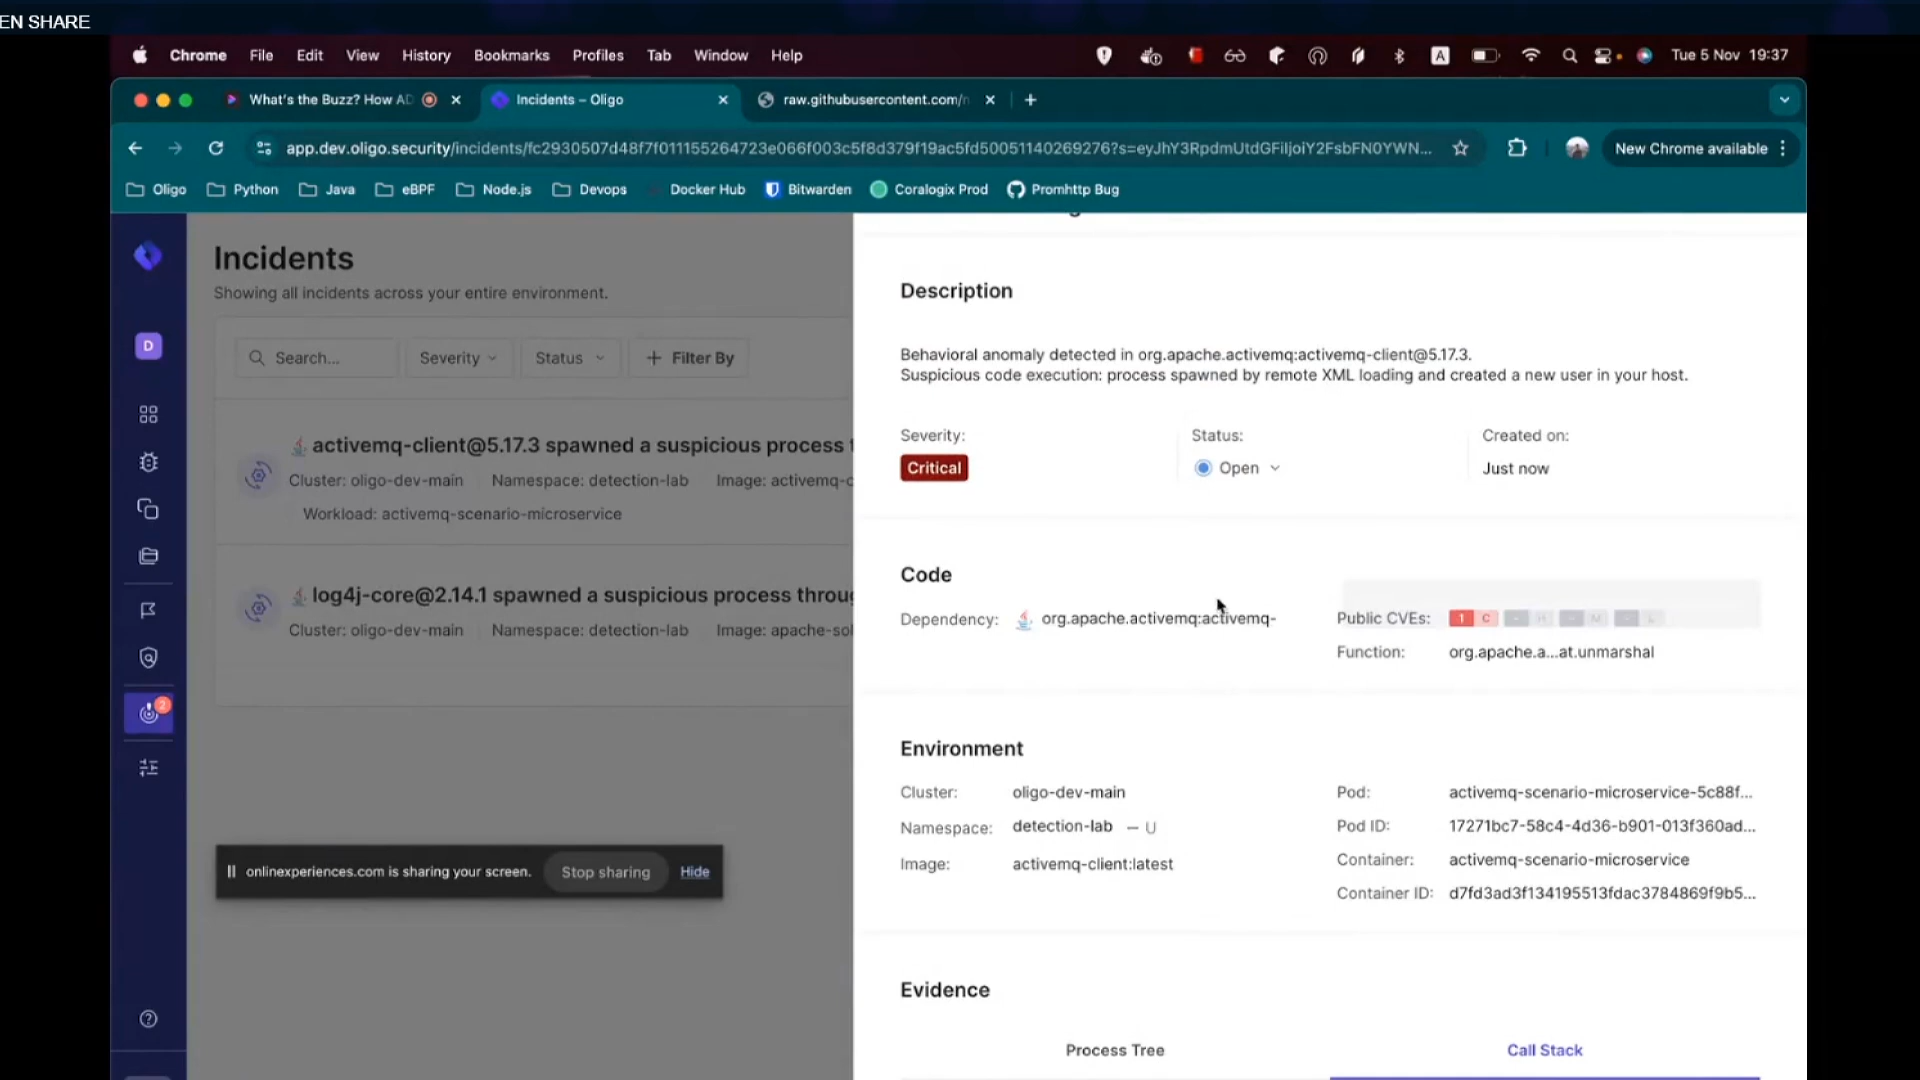 EN SHARE
Chrome File Edit View History Bookmarks Profiles Tab Window Help A Tue 5 Nov 19:37
What's the Buzz? How AD
Incidents – Oligo
raw.githubusercontent.com/r
app.dev.oligo.security/incidents/fc2930507d48f7f011155264723e066f003c5f8d379f19ac5fd50051140269276?s=eyJhY3RpdmUtdGFiIjoiY2FsbFN0YWN...
New Chrome available
Oligo Python Java eBPF Node.js Devops Docker Hub Bitwarden Coralogix Prod Promhttp Bug
D
2
Incidents
Showing all incidents across your entire environment.
Search... Severity Status + Filter By
activemq-client@5.17.3 spawned a suspicious process t
Cluster: oligo-dev-main Namespace: detection-lab Image: activemq-c
Workload: activemq-scenario-microservice
log4j-core@2.14.1 spawned a suspicious process throug
Cluster: oligo-dev-main Namespace: detection-lab Image: apache-sol
onlinexperiences.com is sharing your screen. Stop sharing Hide
Description
Behavioral anomaly detected in org.apache.activemq:activemq-client@5.17.3.
Suspicious code execution: process spawned by remote XML loading and created a new user in your host.
Severity: Status: Created on:
Critical Open Just now
Code
Dependency: org.apache.activemq:activemq-
Public CVEs: 1 C - H - M - L
Function: org.apache.a...at.unmarshal
Environment
Cluster: oligo-dev-main
Namespace: detection-lab — U
Image: activemq-client:latest
Pod: activemq-scenario-microservice-5c88f...
Pod ID: 17271bc7-58c4-4d36-b901-013f360ad...
Container: activemq-scenario-microservice
Container ID: d7fd3ad3f134195513fdac3784869f9b5...
Evidence
Process Tree Call Stack